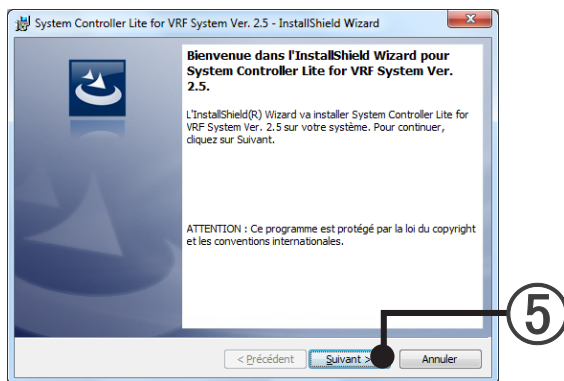 System Controller Lite for VRF System Ver. 2.5 - InstallShield Wizard
Bienvenue dans l'InstallShield Wizard pour
System Controller Lite for VRF System Ver.
2.5.
L'InstallShield(R) Wizard va installer System Controller Lite for
VRF System Ver. 2.5 sur votre système. Pour continuer,
cliquez sur Suivant.
ATTENTION : Ce programme est protégé par la loi du copyright
et les conventions internationales.
< Précédent Suivant > Annuler
⑤